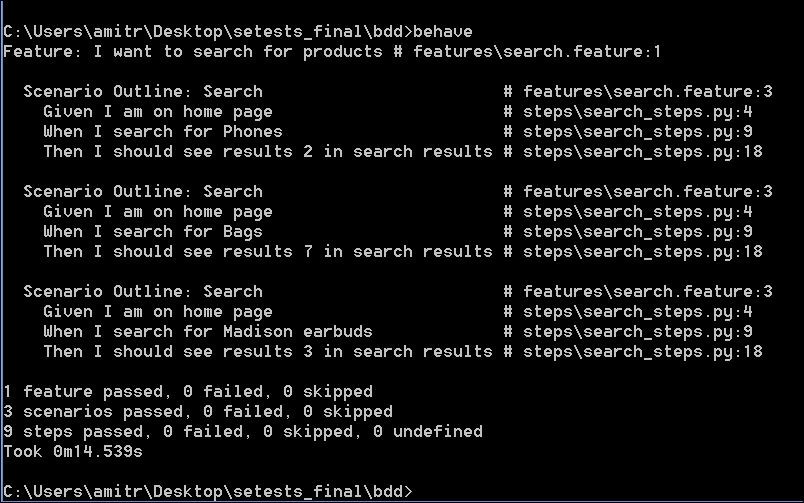 C:\Users\amitr\Desktop\setests_final\bdd>behave
Feature: I want to search for products # features\search.feature:1
Scenario Outline: Search # features\search.feature:3
Given I am on home page # steps\search_steps.py:4
When I search for Phones # steps\search_steps.py:9
Then I should see results 2 in search results # steps\search_steps.py:18
Scenario Outline: Search # features\search.feature:3
Given I am on home page # steps\search_steps.py:4
When I search for Bags # steps\search_steps.py:9
Then I should see results 7 in search results # steps\search_steps.py:18
Scenario Outline: Search # features\search.feature:3
Given I am on home page # steps\search_steps.py:4
When I search for Madison earbuds # steps\search_steps.py:9
Then I should see results 3 in search results # steps\search_steps.py:18
1 feature passed, 0 failed, 0 skipped
3 scenarios passed, 0 failed, 0 skipped
9 steps passed, 0 failed, 0 skipped, 0 undefined
Took 0m14.539s
C:\Users\amitr\Desktop\setests_final\bdd>